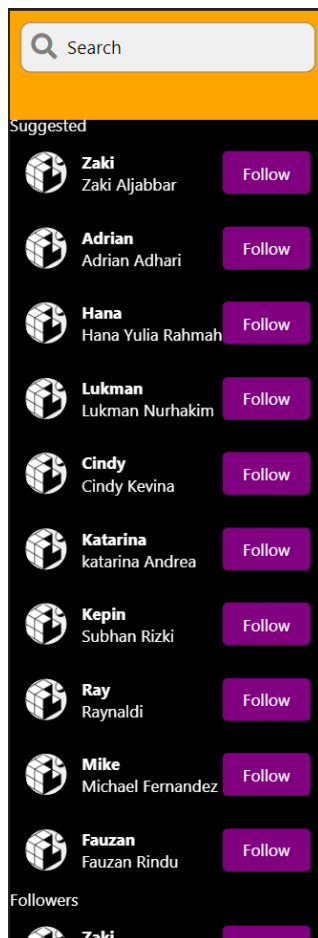 Search
Suggested
Zaki
Zaki Aljabbar
Follow
Adrian
Adrian Adhari
Follow
Hana
Hana Yulia Rahmah
Follow
Lukman
Lukman Nurhakim
Follow
Cindy
Cindy Kevina
Follow
Katarina
katarina Andrea
Follow
Kepin
Subhan Rizki
Follow
Ray
Raynaldi
Follow
Mike
Michael Fernandez
Follow
Fauzan
Fauzan Rindu
Follow
Followers
Zaki